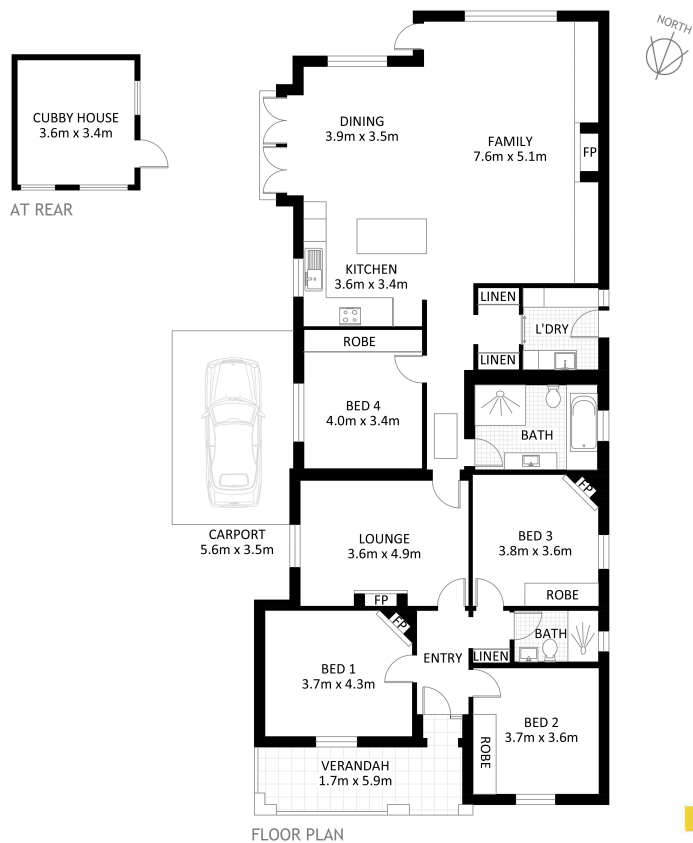 NORTH
CUBBY HOUSE
3.6m x 3.4m
AT REAR
DINING
3.9m x 3.5m
FAMILY
7.6m x 5.1m
FP
KITCHEN
3.6m x 3.4m
LINEN
L'DRY
LINEN
ROBE
BED 4
4.0m x 3.4m
BATH
CARPORT
5.6m x 3.5m
LOUNGE
3.6m x 4.9m
FP
FP
BED 3
3.8m x 3.6m
ROBE
FP
BED 1
3.7m x 4.3m
ENTRY
LINEN
BATH
BED 2
3.7m x 3.6m
ROBE
VERANDAH
1.7m x 5.9m
FLOOR PLAN